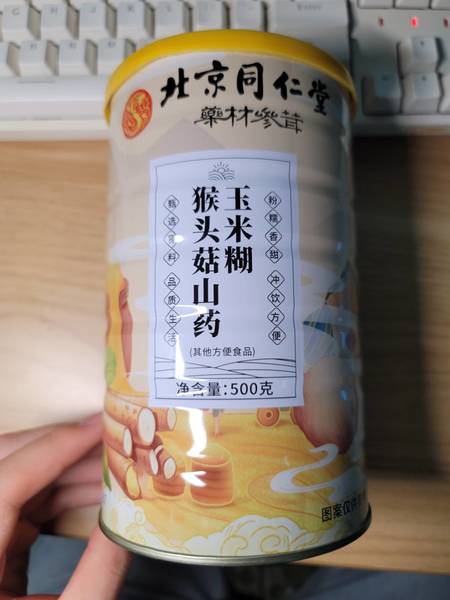 北京同仁堂
藥材參茸
玉米糊
猴头菇山药
粉糯香甜 冲饮方便
甄选原料 品质生活
(其他方便食品)
净含量:500克
图案仅供